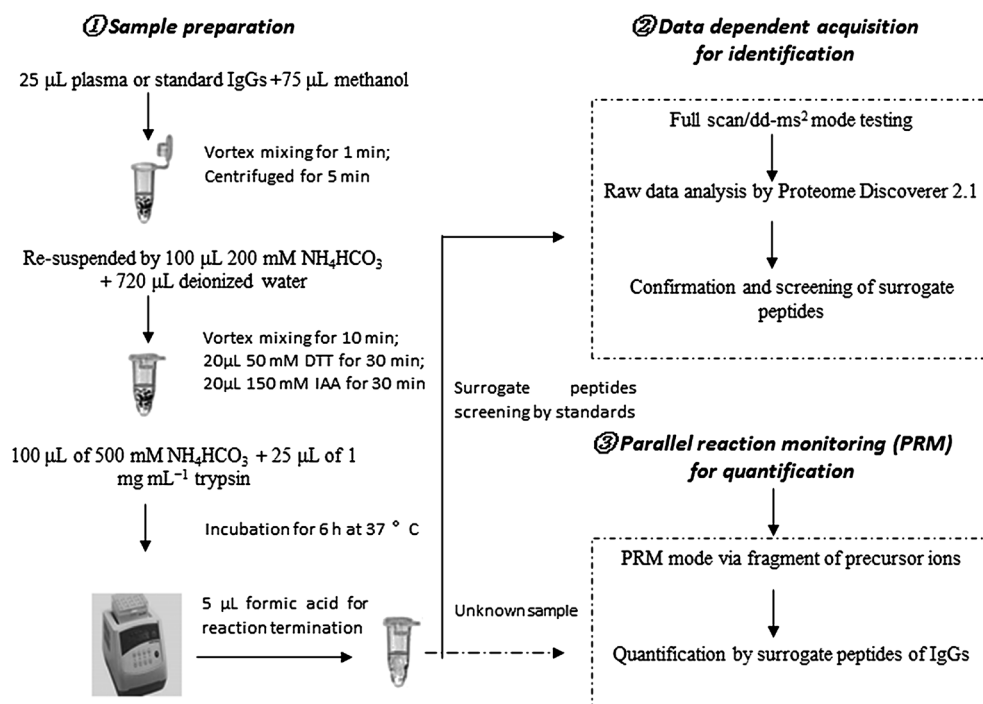 ①Sample preparation
25 μL plasma or standard IgGs +75 μL methanol
Vortex mixing for 1 min;
Centrifuged for 5 min
Re-suspended by 100 μL 200 mM NH₄HCO₃
+ 720 μL deionized water
Vortex mixing for 10 min;
20μL 50 mM DTT for 30 min;
20μL 150 mM IAA for 30 min
100 μL of 500 mM NH₄HCO₃ + 25 μL of 1
mg mL⁻¹ trypsin
Incubation for 6 h at 37 ° C
5 μL formic acid for
reaction termination
Surrogate peptides
screening by standards
Unknown sample
②Data dependent acquisition
for identification
Full scan/dd-ms² mode testing
Raw data analysis by Proteome Discoverer 2.1
Confirmation and screening of surrogate
peptides
③Parallel reaction monitoring (PRM)
for quantification
PRM mode via fragment of precursor ions
Quantification by surrogate peptides of IgGs